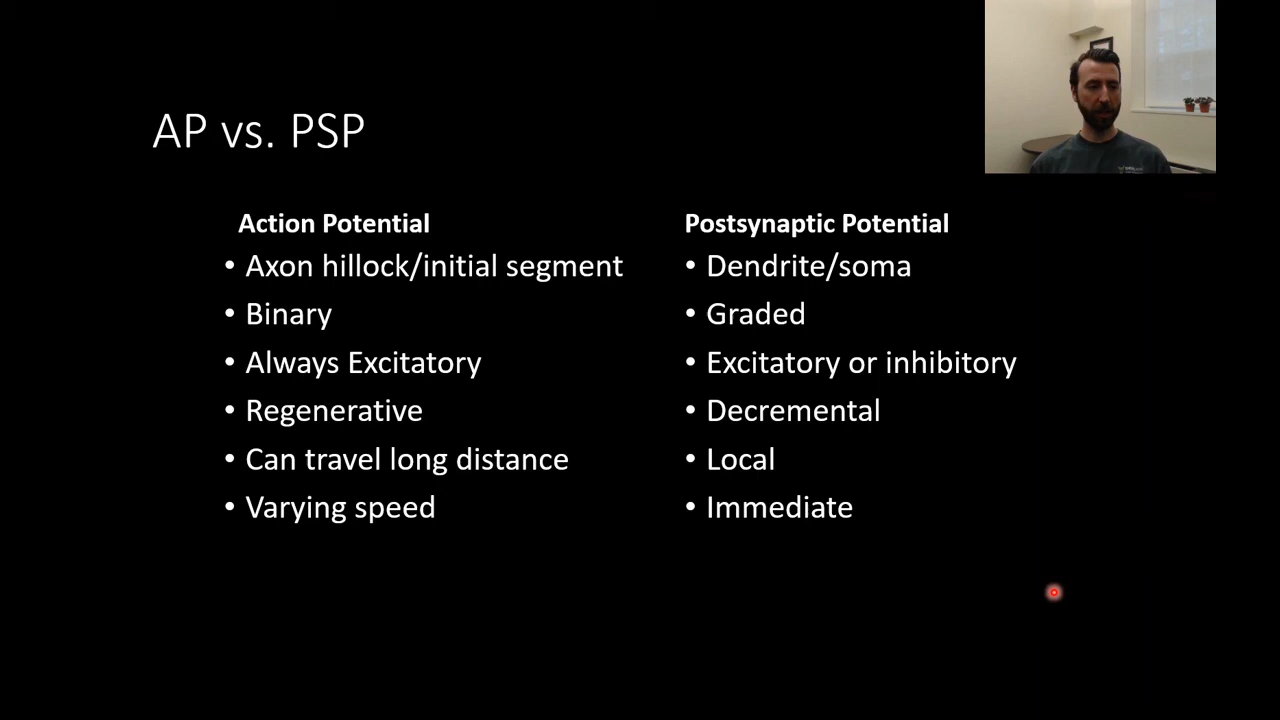 AP vs. PSP
Action Potential
• Axon hillock/initial segment
• Binary
• Always Excitatory
• Regenerative
• Can travel long distance
• Varying speed
Postsynaptic Potential
• Dendrite/soma
• Graded
• Excitatory or inhibitory
• Decremental
• Local
• Immediate